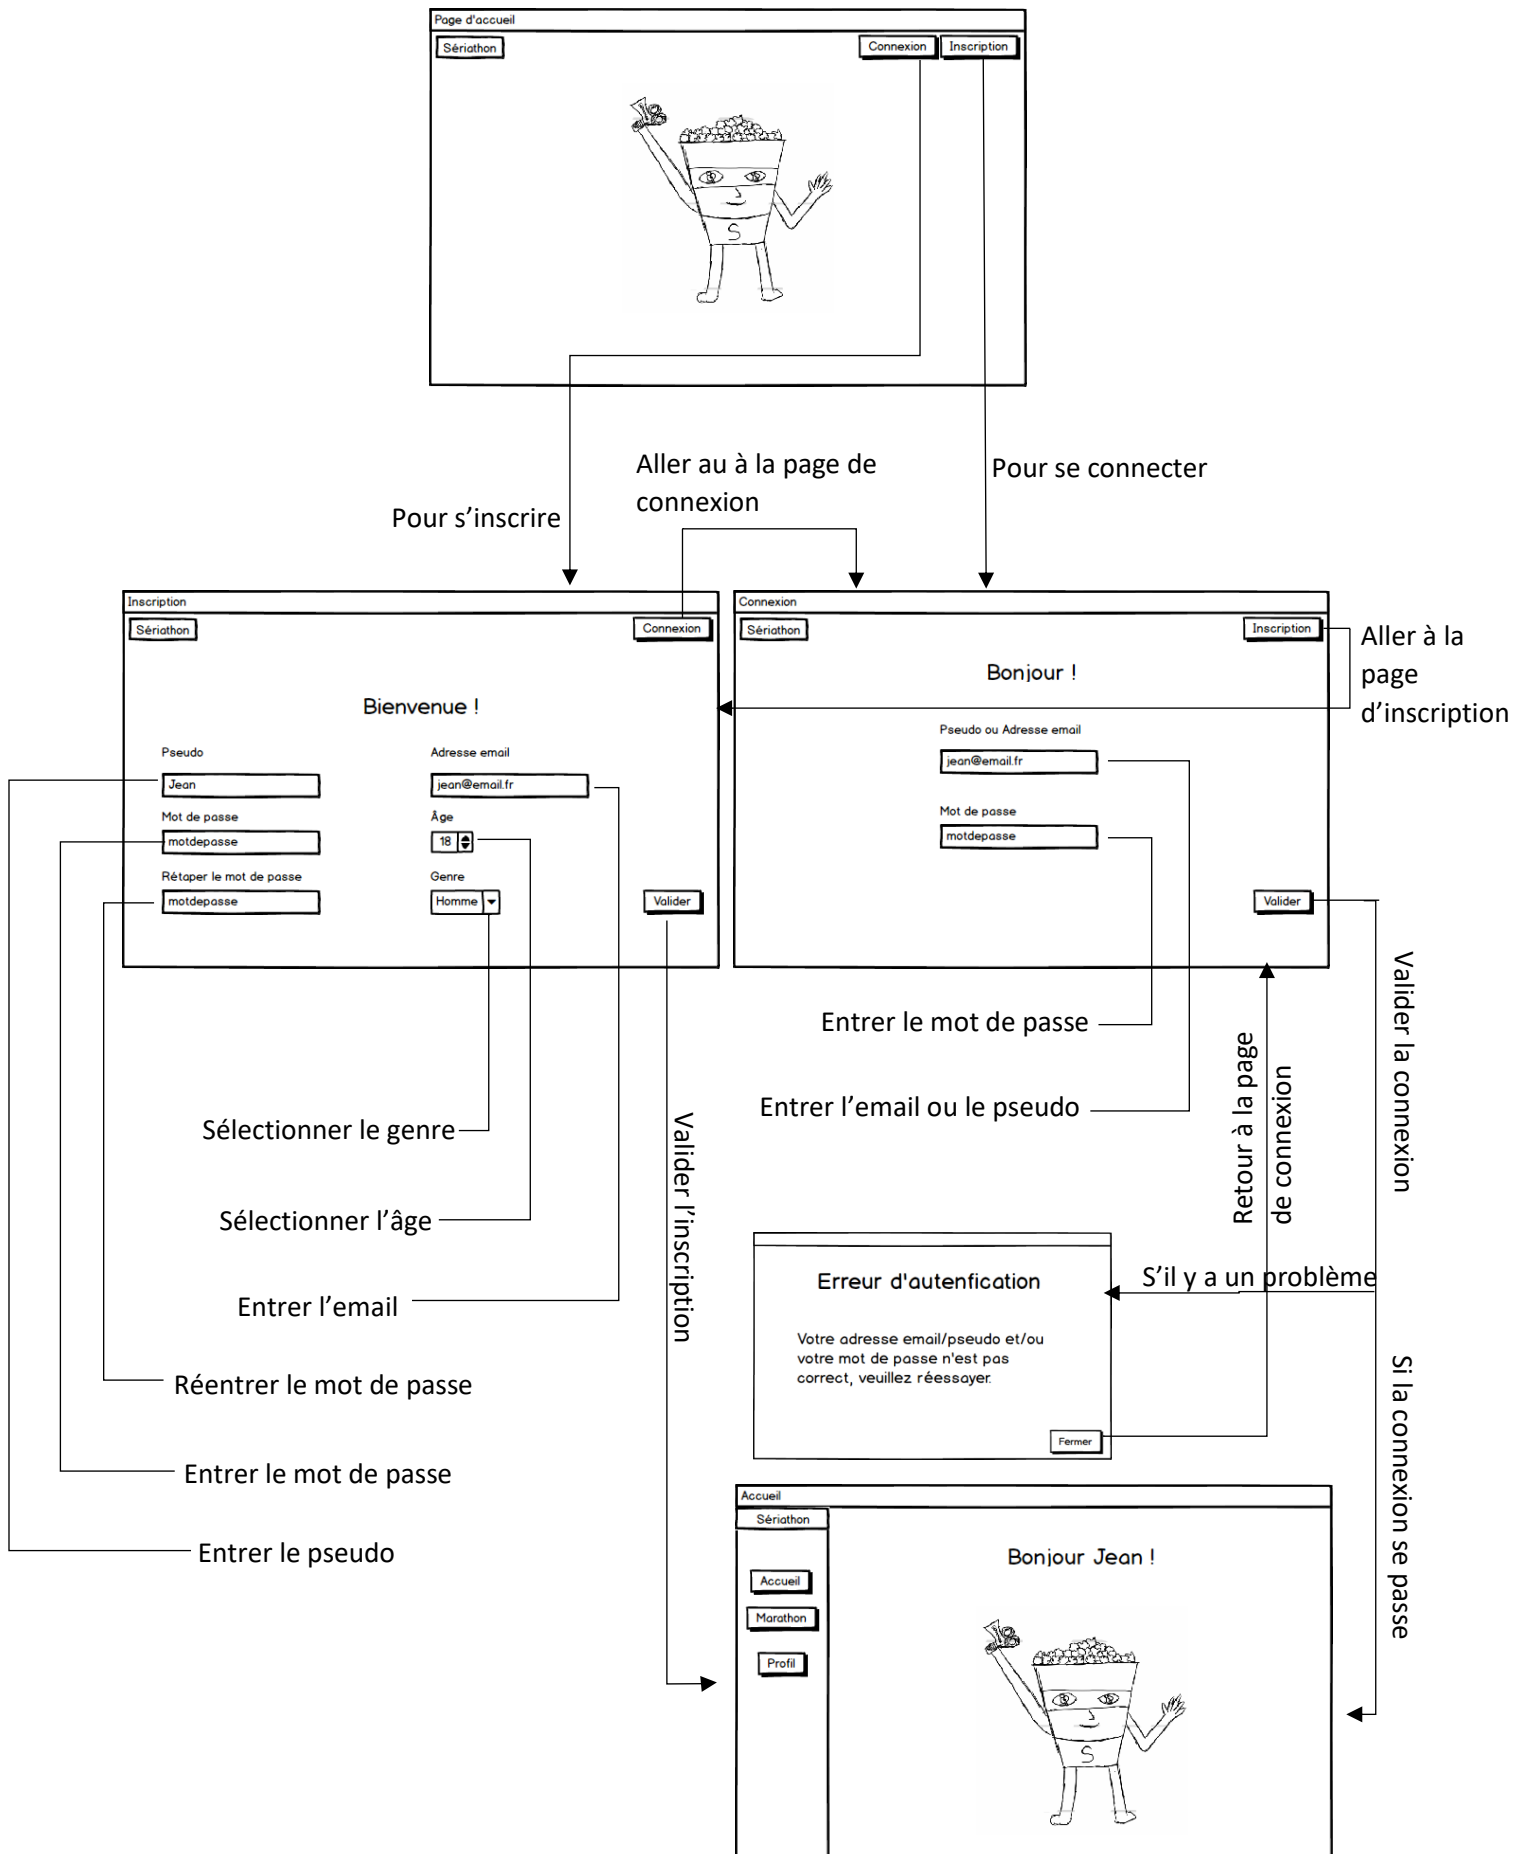 Page d'accueil
Sériathon
Connexion
Inscription
S
Aller au à la page de
connexion
Pour se connecter
Pour s'inscrire
Inscription
Sériathon
Connexion
Bienvenue !
Pseudo
Jean
Adresse email
jean@email.fr
Mot de passe
motdepasse
Âge
18
Rétaper le mot de passe
motdepasse
Genre
Homme
Valider
Connexion
Sériathon
Inscription
Bonjour !
Pseudo ou Adresse email
jean@email.fr
Mot de passe
motdepasse
Valider
Aller à la
page
d'inscription
Entrer le mot de passe
Entrer l'email ou le pseudo
Sélectionner le genre
Sélectionner l'âge
Entrer l'email
Réentrer le mot de passe
Entrer le mot de passe
Entrer le pseudo
Valider l'inscription
Retour à la page
de connexion
Valider la connexion
S'il y a un problème
Erreur d'autenfication
Votre adresse email/pseudo et/ou
votre mot de passe n'est pas
correct, veuillez réessayer.
Fermer
Si la connexion se passe
Accueil
Sériathon
Accueil
Marathon
Profil
Bonjour Jean !
S